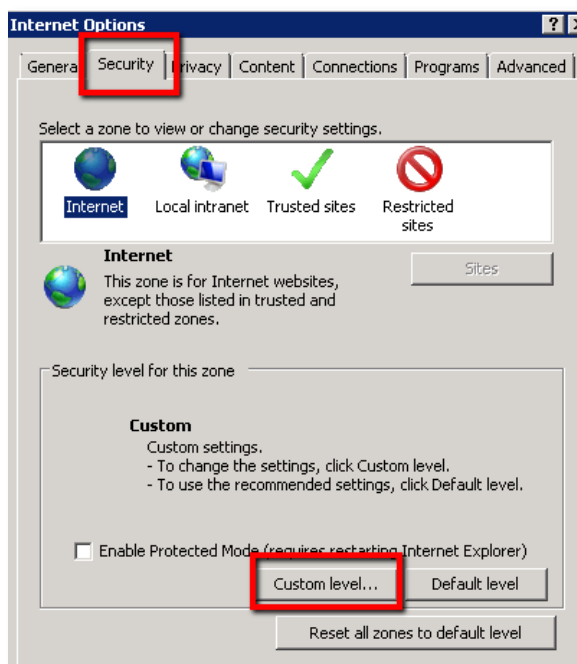 Internet Options
General Security Privacy Content Connections Programs Advanced
Select a zone to view or change security settings.
Internet Local intranet Trusted sites Restricted sites
Internet
This zone is for Internet websites,
except those listed in trusted and
restricted zones.
Sites
Security level for this zone
Custom
Custom settings.
- To change the settings, click Custom level.
- To use the recommended settings, click Default level.
Enable Protected Mode (requires restarting Internet Explorer)
Custom level... Default level
Reset all zones to default level